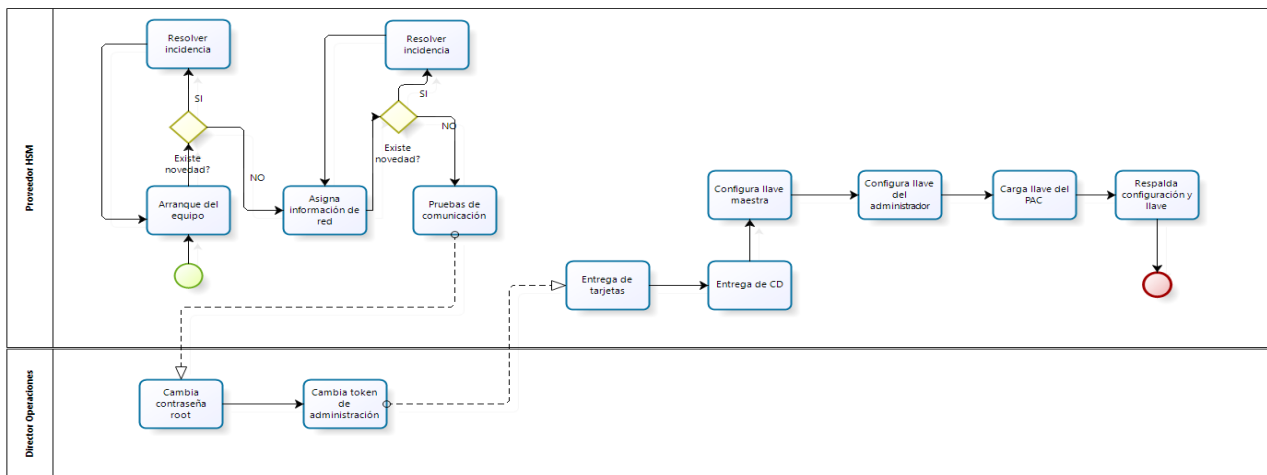 Proveedor HSM
Resolver
incidencia
SI
Existe
novedad?
NO
Arranque del
equipo
Asigna
información de
red
Resolver
incidencia
SI
NO
Existe
novedad?
Pruebas de
comunicación
Entrega de
tarjetas
Entrega de CD
Configura llave
maestra
Configura llave
del
administrador
Carga llave del
PAC
Respalda
configuración y
llave
Director Operaciones
Cambia
contraseña
root
Cambia token
de
administración